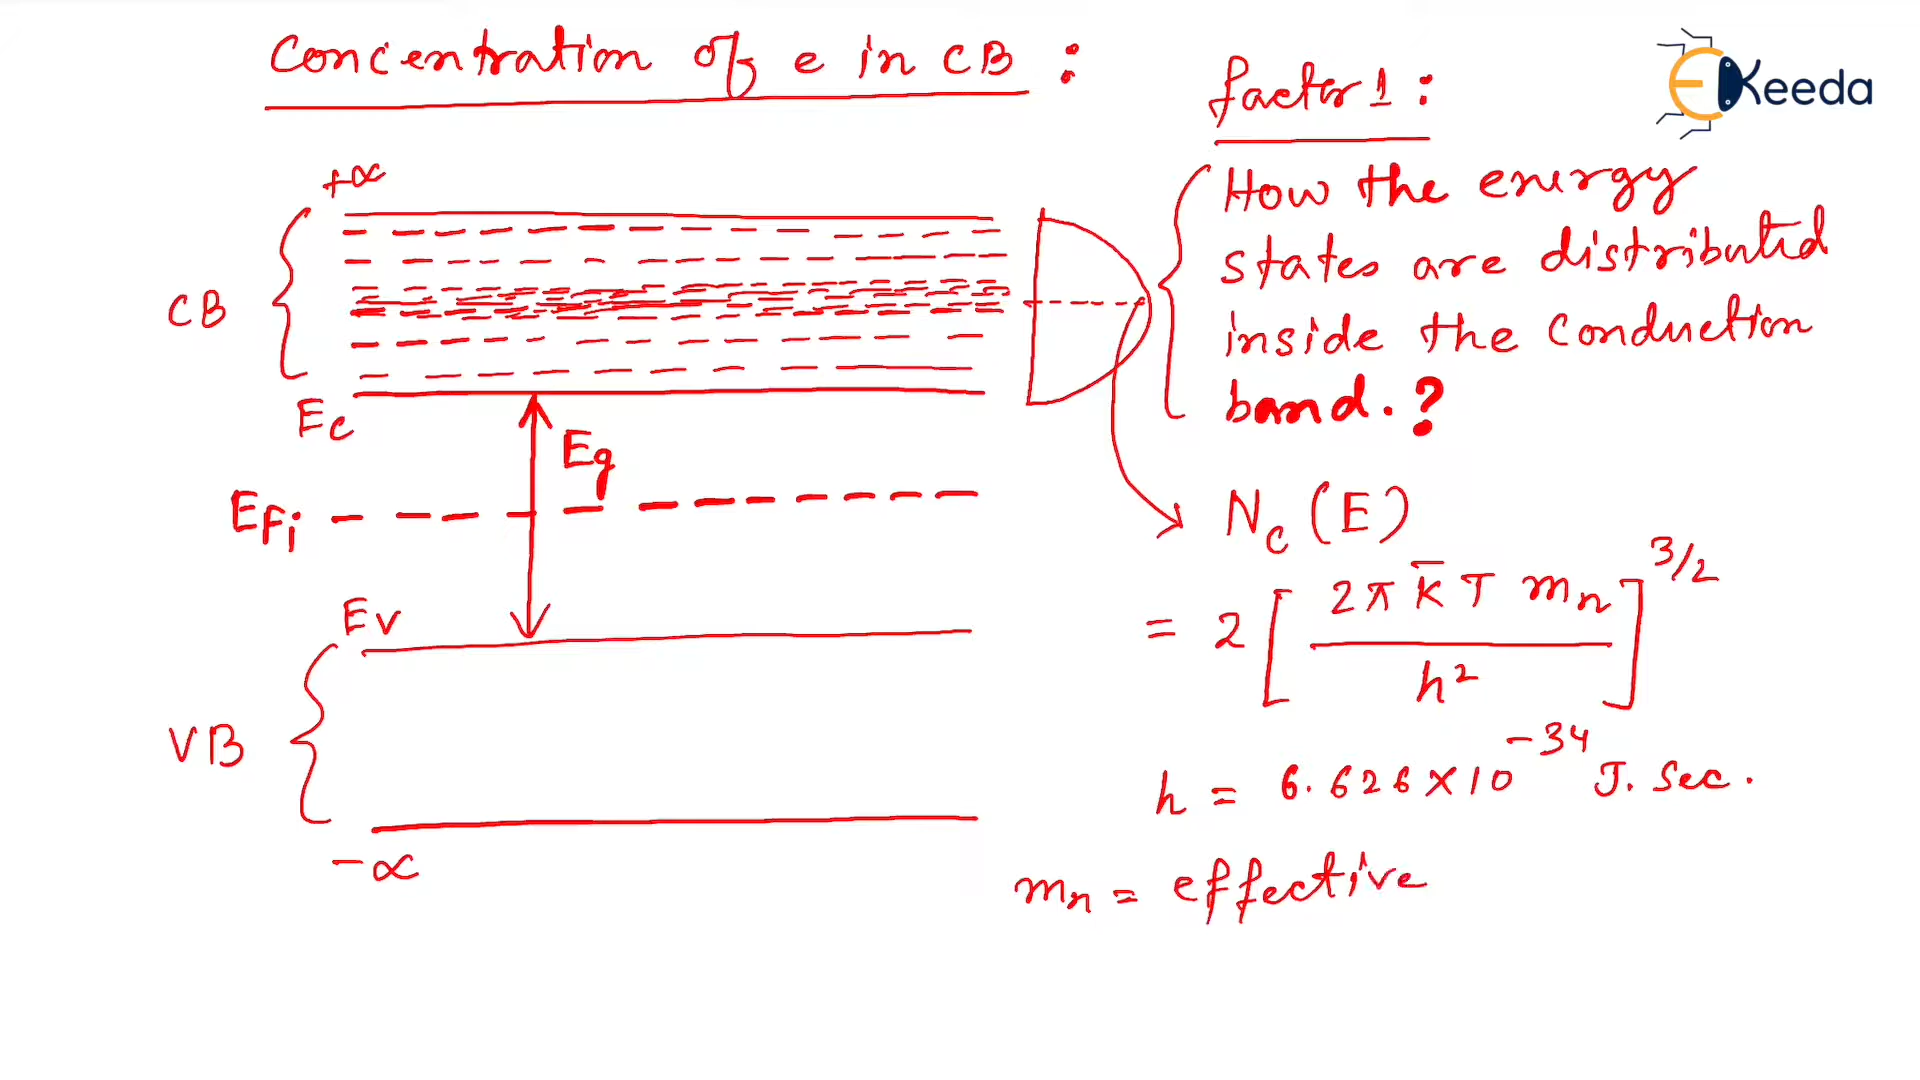 Concentration of e in CB :
EKeeda
factor 1 :
+∝
How the energy
states are distributed
inside the conduction
band. ?
CB
Ec
Eg
EFi
Nc (E)
Ev
= 2 [ 2π k̄ T mn / h² ]^3/2
VB
h = 6.626 × 10^-34 J. Sec.
-∝
mn = effective